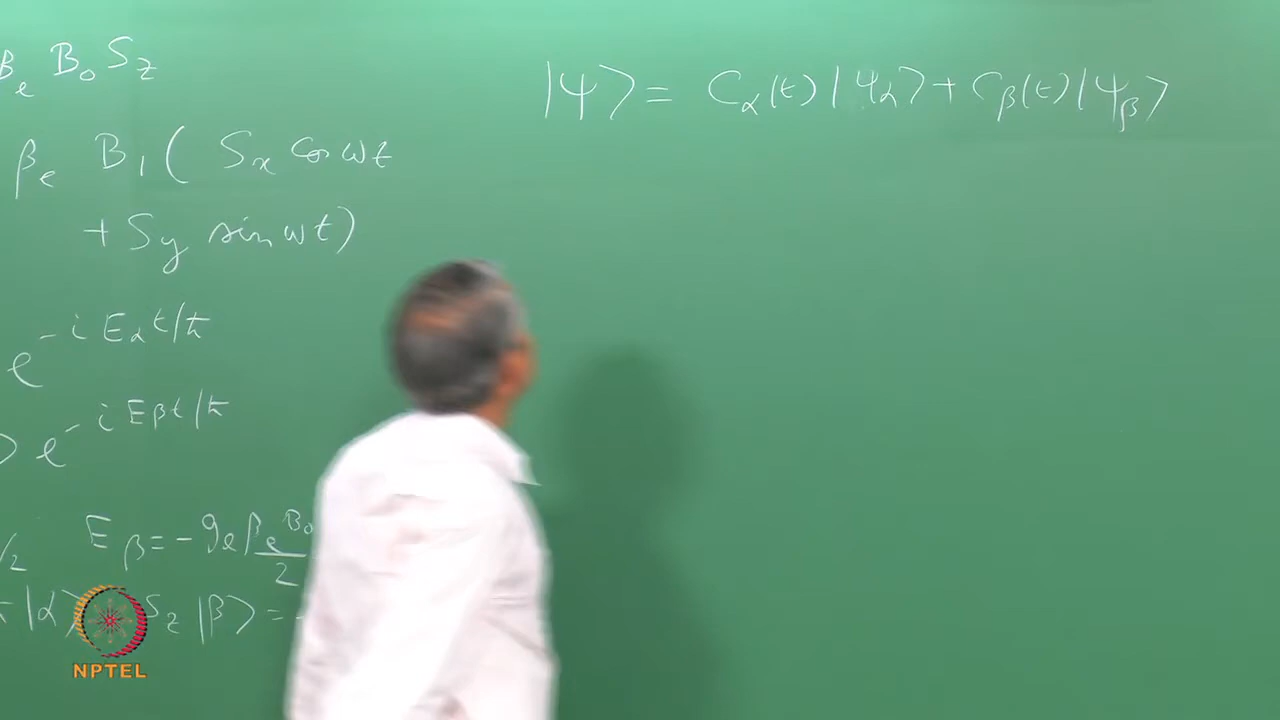 βe B0 Sz
βe B1 ( Sx cos ωt
+ Sy sin ωt )
e^{-i Eα t/ℏ}
> e^{-i Eβ t/ℏ}
/2 Eβ = - ge βe B0 / 2
|α> Sz |β> = -
|Ψ> = Cα(t) |Ψα> + Cβ(t) |Ψβ>
NPTEL